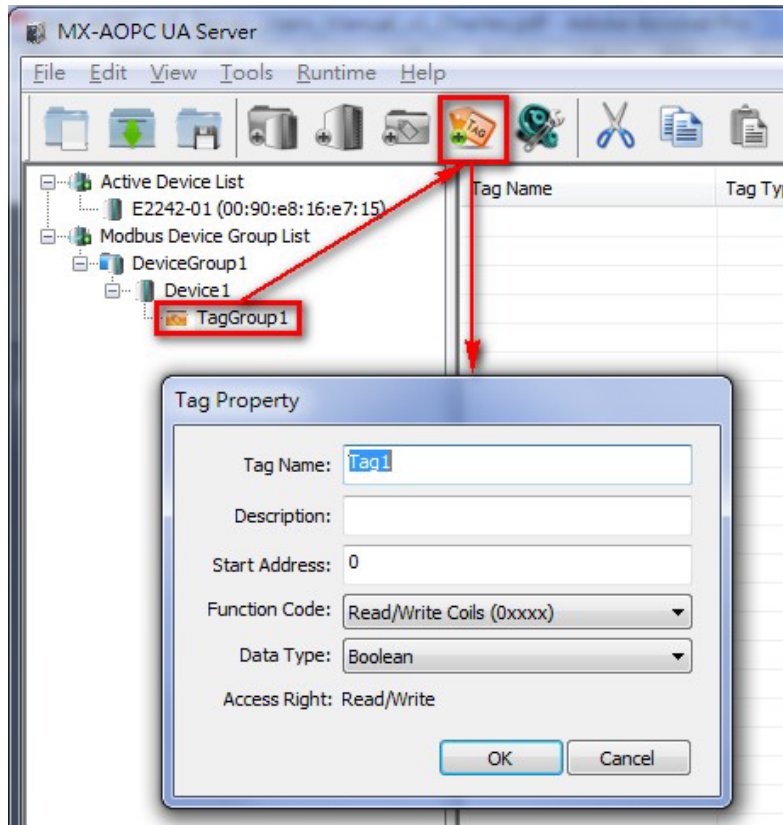 MX-AOPC UA Server
File Edit View Tools Runtime Help
TAG
Active Device List
E2242-01 (00:90:e8:16:e7:15)
Modbus Device Group List
DeviceGroup1
Device1
TagGroup1
Tag Name
Tag Ty
Tag Property
Tag Name: Tag1
Description:
Start Address: 0
Function Code: Read/Write Coils (0xxxx)
Data Type: Boolean
Access Right: Read/Write
OK Cancel